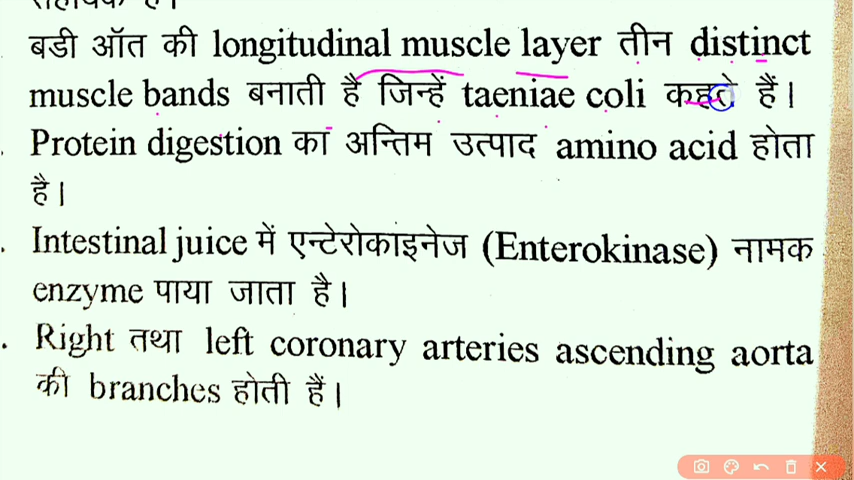 बडी ऑत की longitudinal muscle layer तीन distinct
muscle bands बनाती है जिन्हें taeniae coli कहते हैं।
. Protein digestion का अन्तिम उत्पाद amino acid होता
है।
. Intestinal juice में एन्टेरोकाइनेज (Enterokinase) नामक
enzyme पाया जाता है।
. Right तथा left coronary arteries ascending aorta
की branches होती हैं।